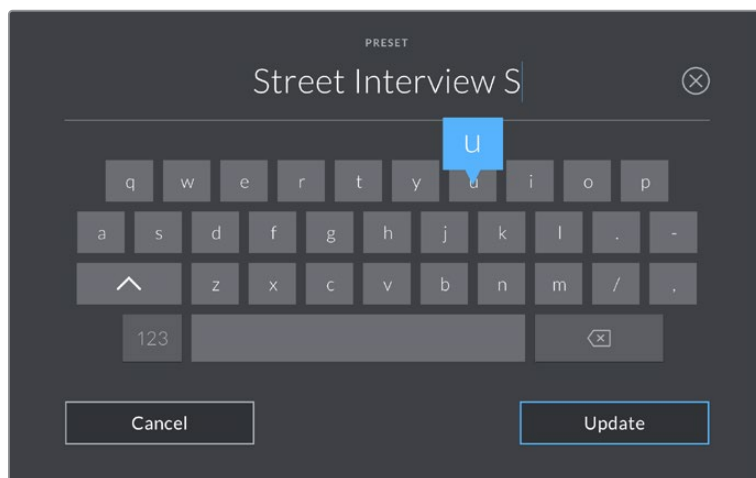 PRESET
Street Interview S
u
q w e r t y u i o p
a s d f g h j k l . -
z x c v b n m / ,
123
Cancel Update